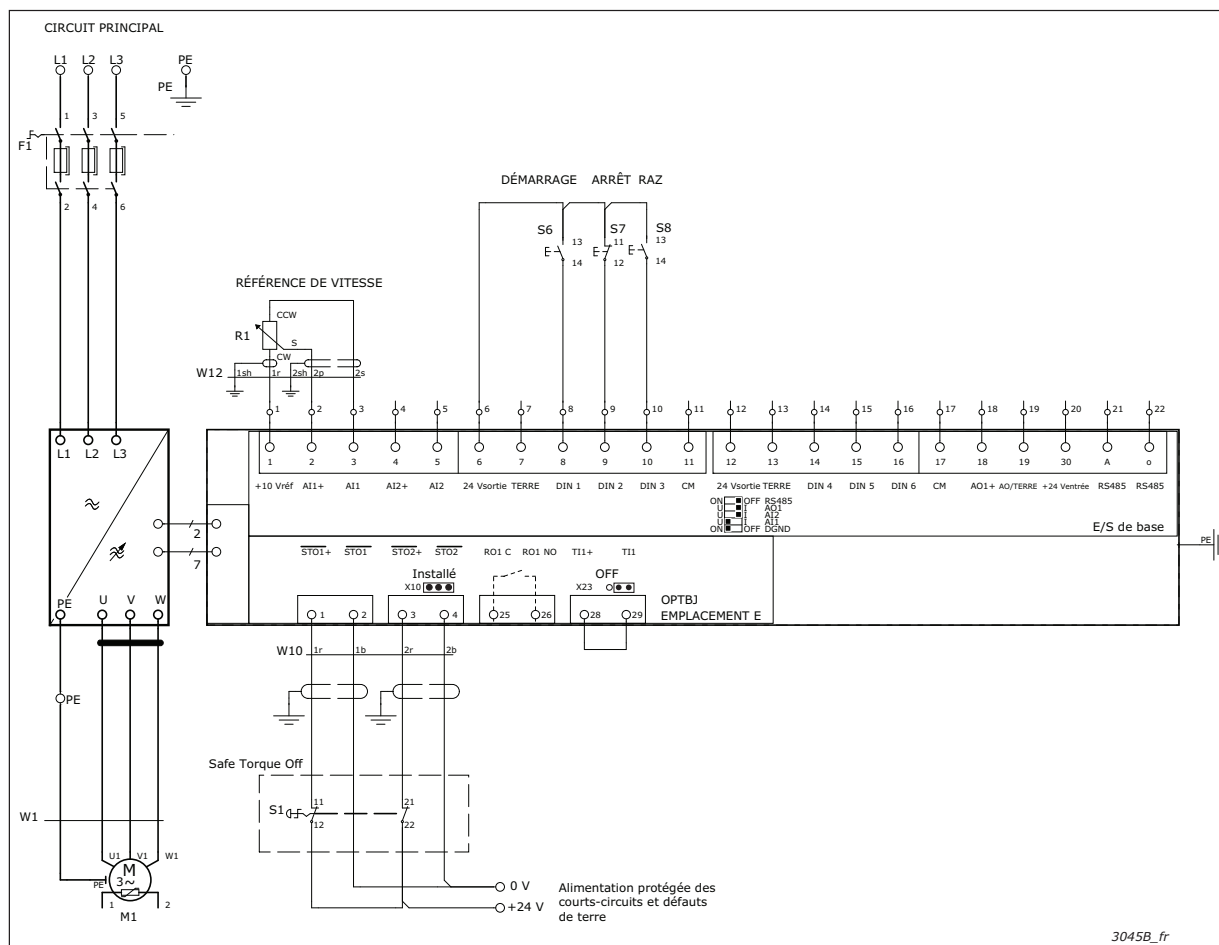 CIRCUIT PRINCIPAL
L1 L2 L3 PE
PE
1 3 5
F1
2 4 6
DÉMARRAGE ARRÊT RAZ
S6 S7 S8
13 11 13
14 12 14
RÉFÉRENCE DE VITESSE
CCW
R1
S
CW
W12 1sh 1r 2sh 2p 2s
1 2 3 4 5 6 7 8 9 10 11 12 13 14 15 16 17 18 19 20 21 22
L1 L2 L3
1 2 3 4 5 6 7 8 9 10 11 12 13 14 15 16 17 18 19 30 A o
+10 Vréf AI1+ AI1 AI2+ AI2 24 Vsortie TERRE DIN 1 DIN 2 DIN 3 CM 24 Vsortie TERRE DIN 4 DIN 5 DIN 6 CM AO1+ AO/TERRE +24 Ventrée RS485 RS485
ON OFF RS485
U I AO1
U I AI2
U I AI1
ON OFF DGND
E/S de base
2
7
PE
STO1+ STO1 STO2+ STO2 RO1 C RO1 NO TI1+ TI1
Installé OFF
X10 X23
OPTBJ
EMPLACEMENT E
PE U V W
1 2 3 4 25 26 28 29
W10 1r 1b 2r 2b
PE
Safe Torque Off
S1
11 21
12 22
W1
U1 V1 W1
M
3~
PE
1 2
M1
0 V
+24 V
Alimentation protégée des
courts-circuits et défauts
de terre
3045B_fr